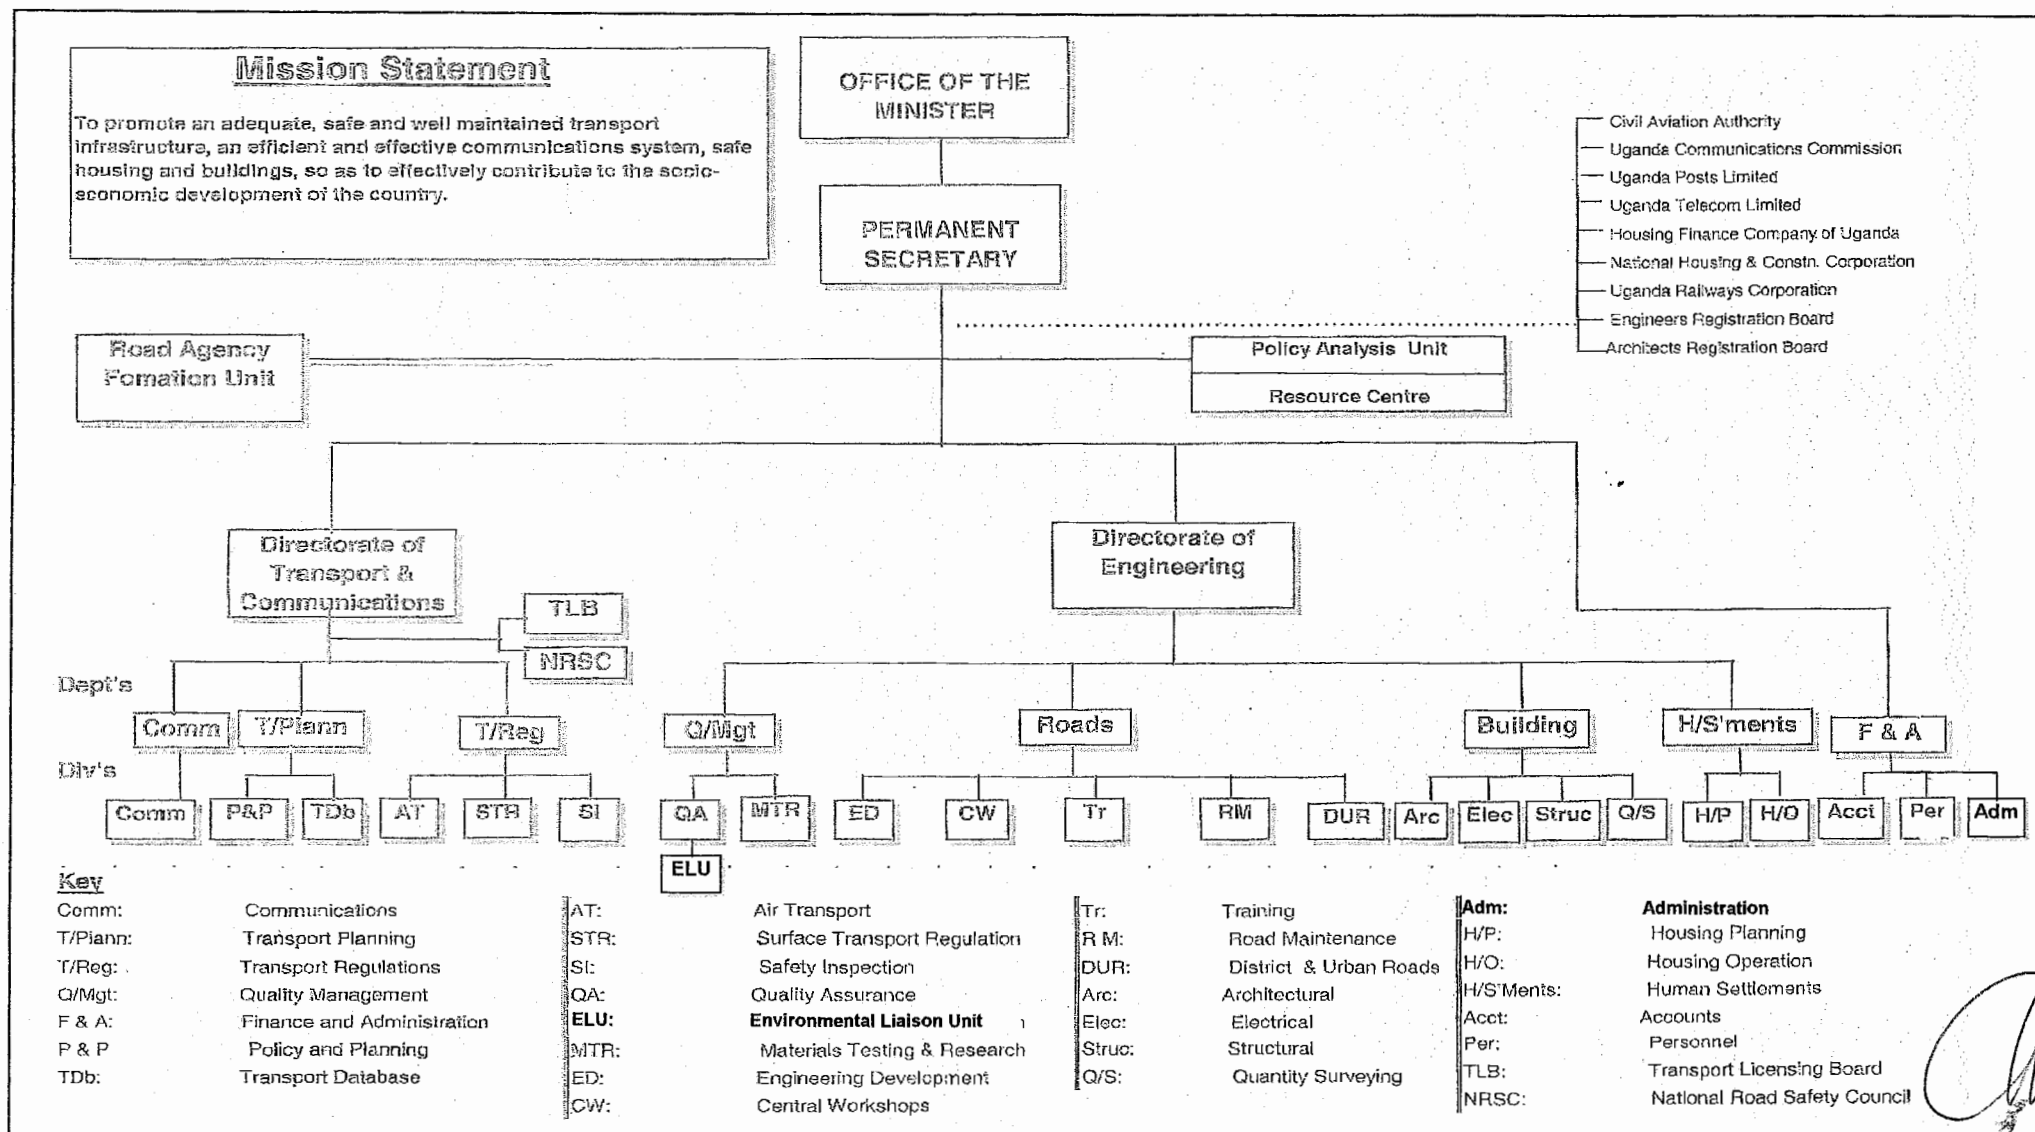 Mission Statement
To promote an adequate, safe and well maintained transport
infrastructure, an efficient and effective communications system, safe
housing and buildings, so as to effectively contribute to the socio-
economic development of the country.
OFFICE OF THE
MINISTER
PERMANENT
SECRETARY
Civil Aviation Authority
Uganda Communications Commission
Uganda Posts Limited
Uganda Telecom Limited
Housing Finance Company of Uganda
National Housing & Constn. Corporation
Uganda Railways Corporation
Engineers Registration Board
Architects Registration Board
Road Agency
Fomation Unit
Policy Analysis Unit
Resource Centre
Directorate of
Transport &
Communications
Directorate of
Engineering
TLB
NRSC
Dept's
Comm
T/Plann
T/Reg
Q/Mgt
Roads
Building
H/S'ments
F & A
Div's
Comm
P&P
TDb
AT
STR
SI
QA
MTR
ED
CW
Tr
RM
DUR
Arc
Elec
Struc
Q/S
H/P
H/O
Acct
Per
Adm
ELU
Key
Comm: Communications
T/Plann: Transport Planning
T/Reg: Transport Regulations
Q/Mgt: Quality Management
F & A: Finance and Administration
P & P Policy and Planning
TDb: Transport Database
AT: Air Transport
STR: Surface Transport Regulation
SI: Safety Inspection
QA: Quality Assurance
ELU: Environmental Liaison Unit
MTR: Materials Testing & Research
ED: Engineering Development
CW: Central Workshops
Tr: Training
R M: Road Maintenance
DUR: District & Urban Roads
Arc: Architectural
Elec: Electrical
Struc: Structural
Q/S: Quantity Surveying
Adm: Administration
H/P: Housing Planning
H/O: Housing Operation
H/S'Ments: Human Settlements
Acct: Accounts
Per: Personnel
TLB: Transport Licensing Board
NRSC: National Road Safety Council